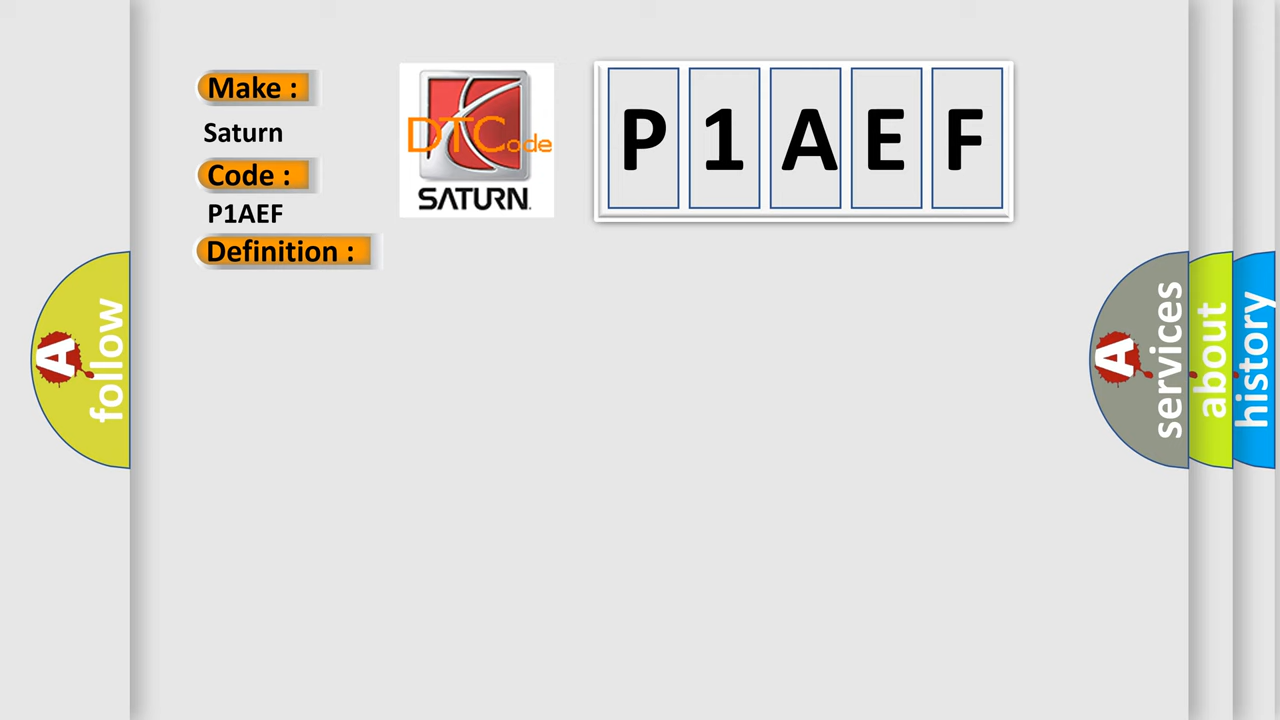 Make :
Saturn
Code :
P1AEF
Definition :
DTCode
SATURN
P 1 A E F
A follow
A services
about
history